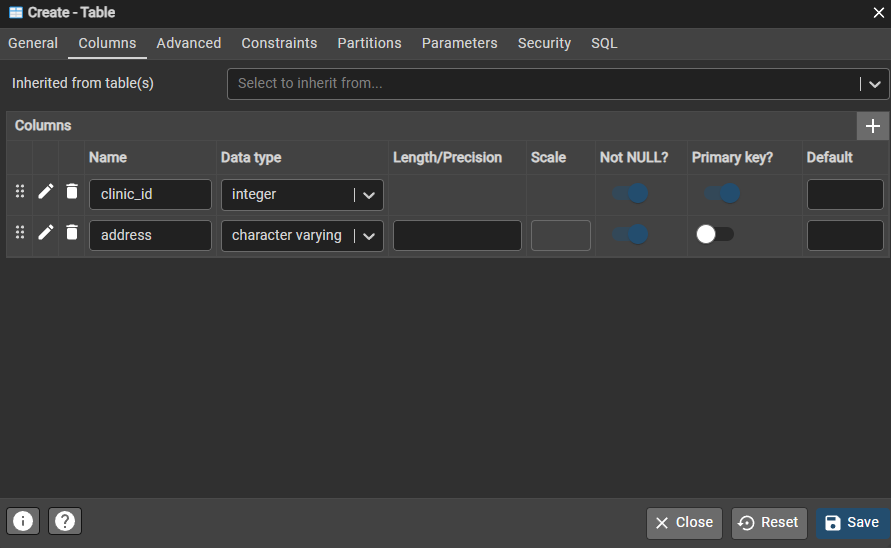 Create - Table
General Columns Advanced Constraints Partitions Parameters Security SQL
Inherited from table(s) Select to inherit from...
Columns
Name Data type Length/Precision Scale Not NULL? Primary key? Default
clinic_id integer
address character varying
Close Reset Save